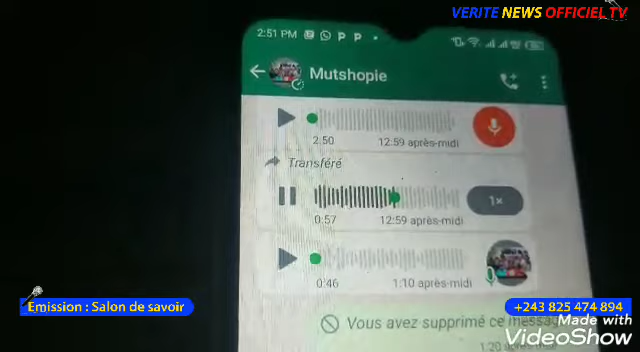 VERITE NEWS OFFICIEL TV
2:51 PM
Mutshopie
2:50
12:59 après-midi
Transféré
0:57
12:59 après-midi
1×
0:46
1:10 après-midi
Vous avez supprimé ce
Emission : Salon de savoir
+243 825 474 894
Made with
VideoShow